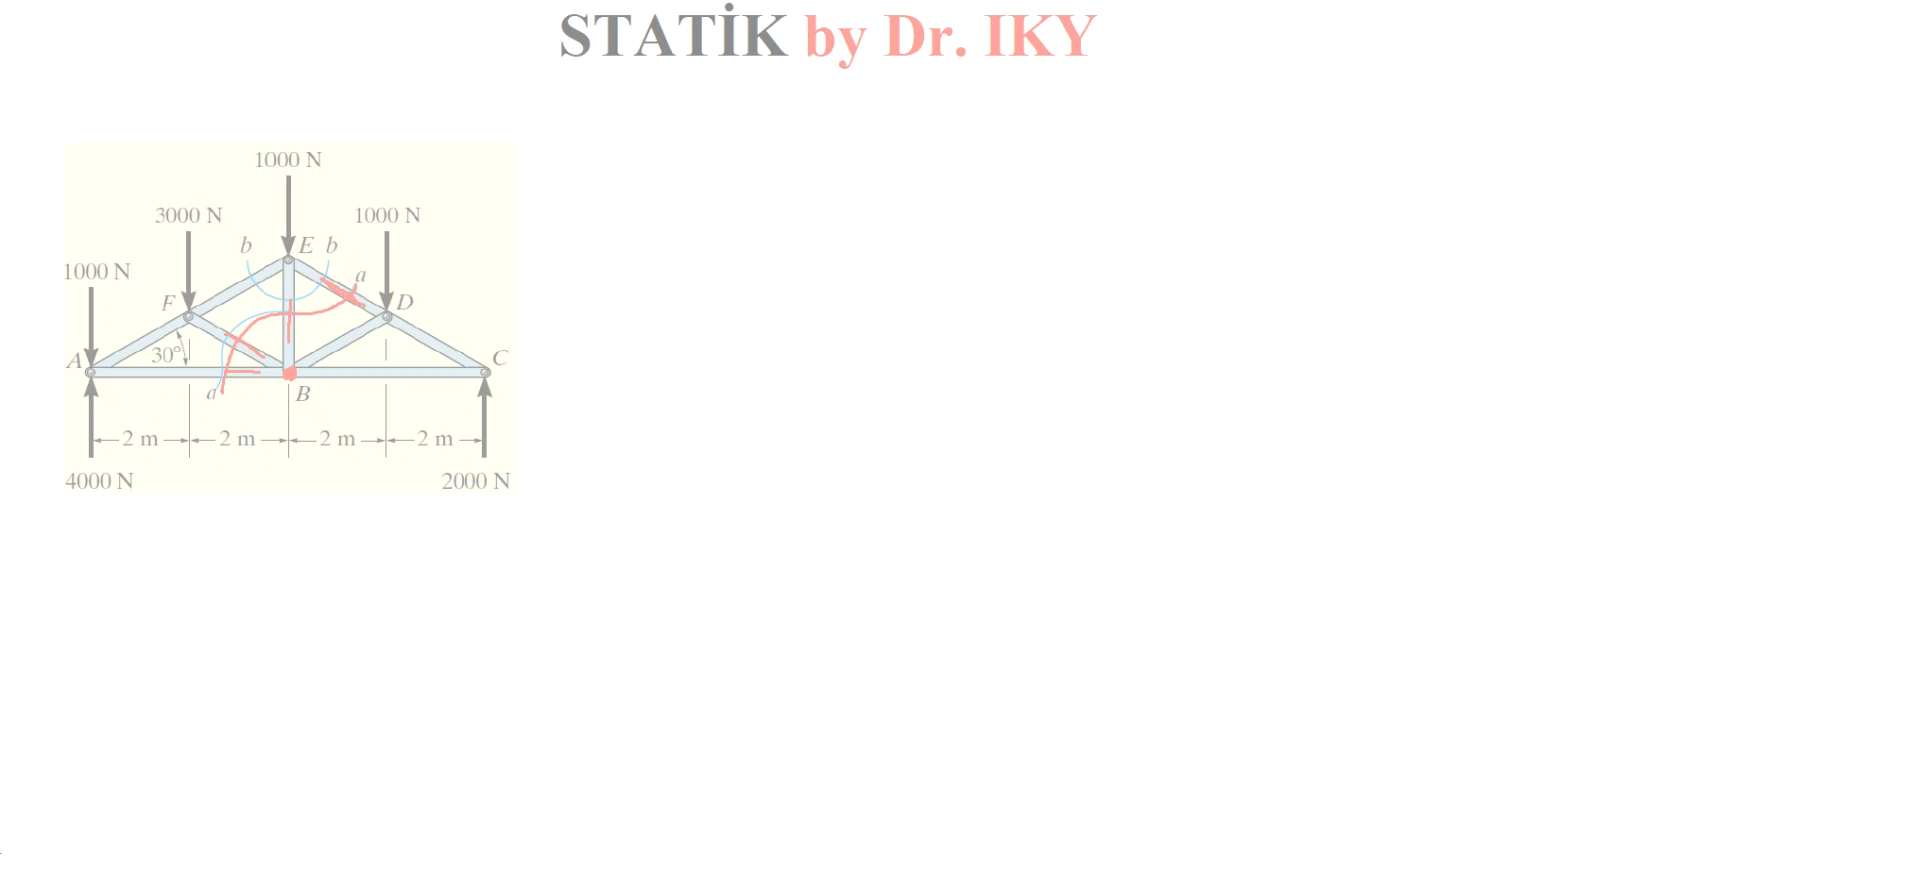 STATİK by Dr. IKY
1000 N
3000 N
1000 N
b
E
b
1000 N
a
F
D
A
30°
C
a
B
2 m
2 m
2 m
2 m
4000 N
2000 N